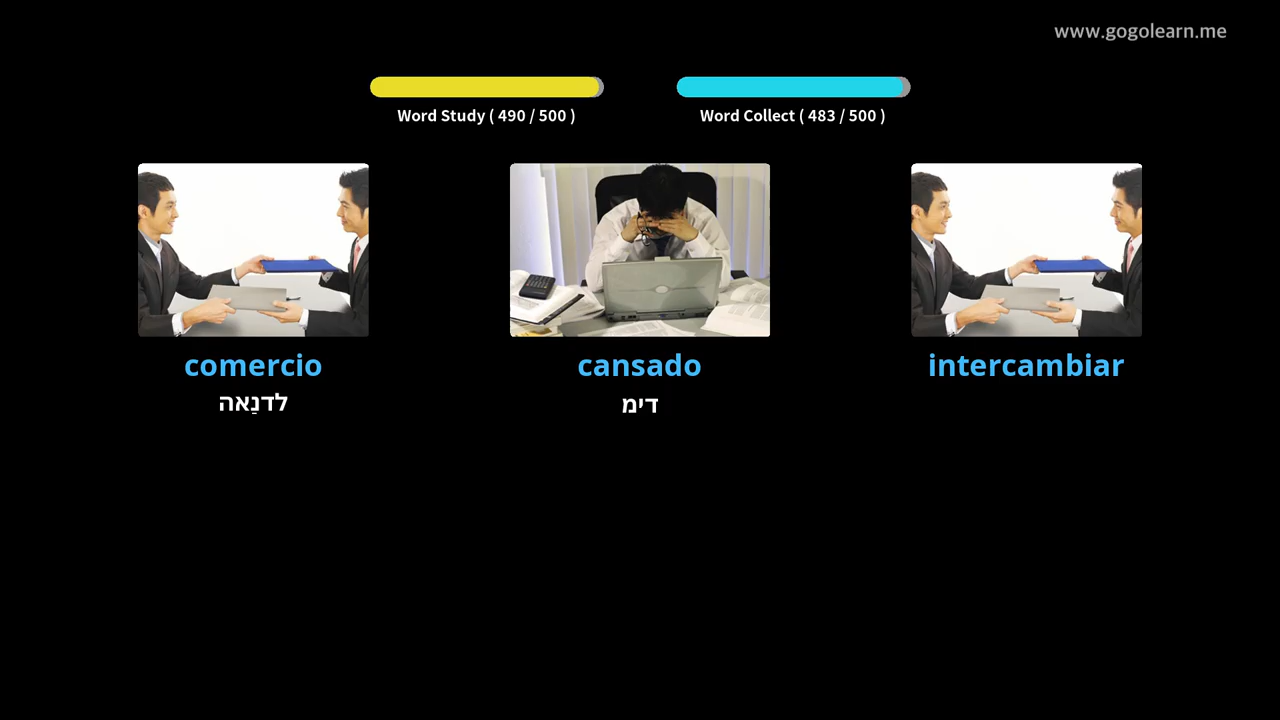 www.gogolearn.me
Word Study ( 490 / 500 )
Word Collect ( 483 / 500 )
comercio
לדנַאה
cansado
דימ
intercambiar